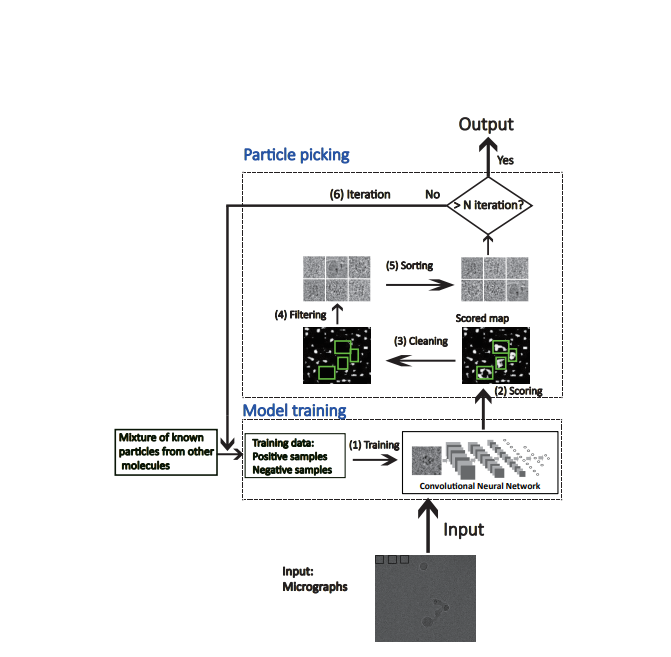 Output
Particle picking
Yes
(6) Iteration
No
> N iteration?
(5) Sorting
(4) Filtering
Scored map
(3) Cleaning
(2) Scoring
Model training
Mixture of known
particles from other
molecules
Training data:
Positive samples
Negative samples
(1) Training
Convolutional Neural Network
Input
Input:
Micrographs